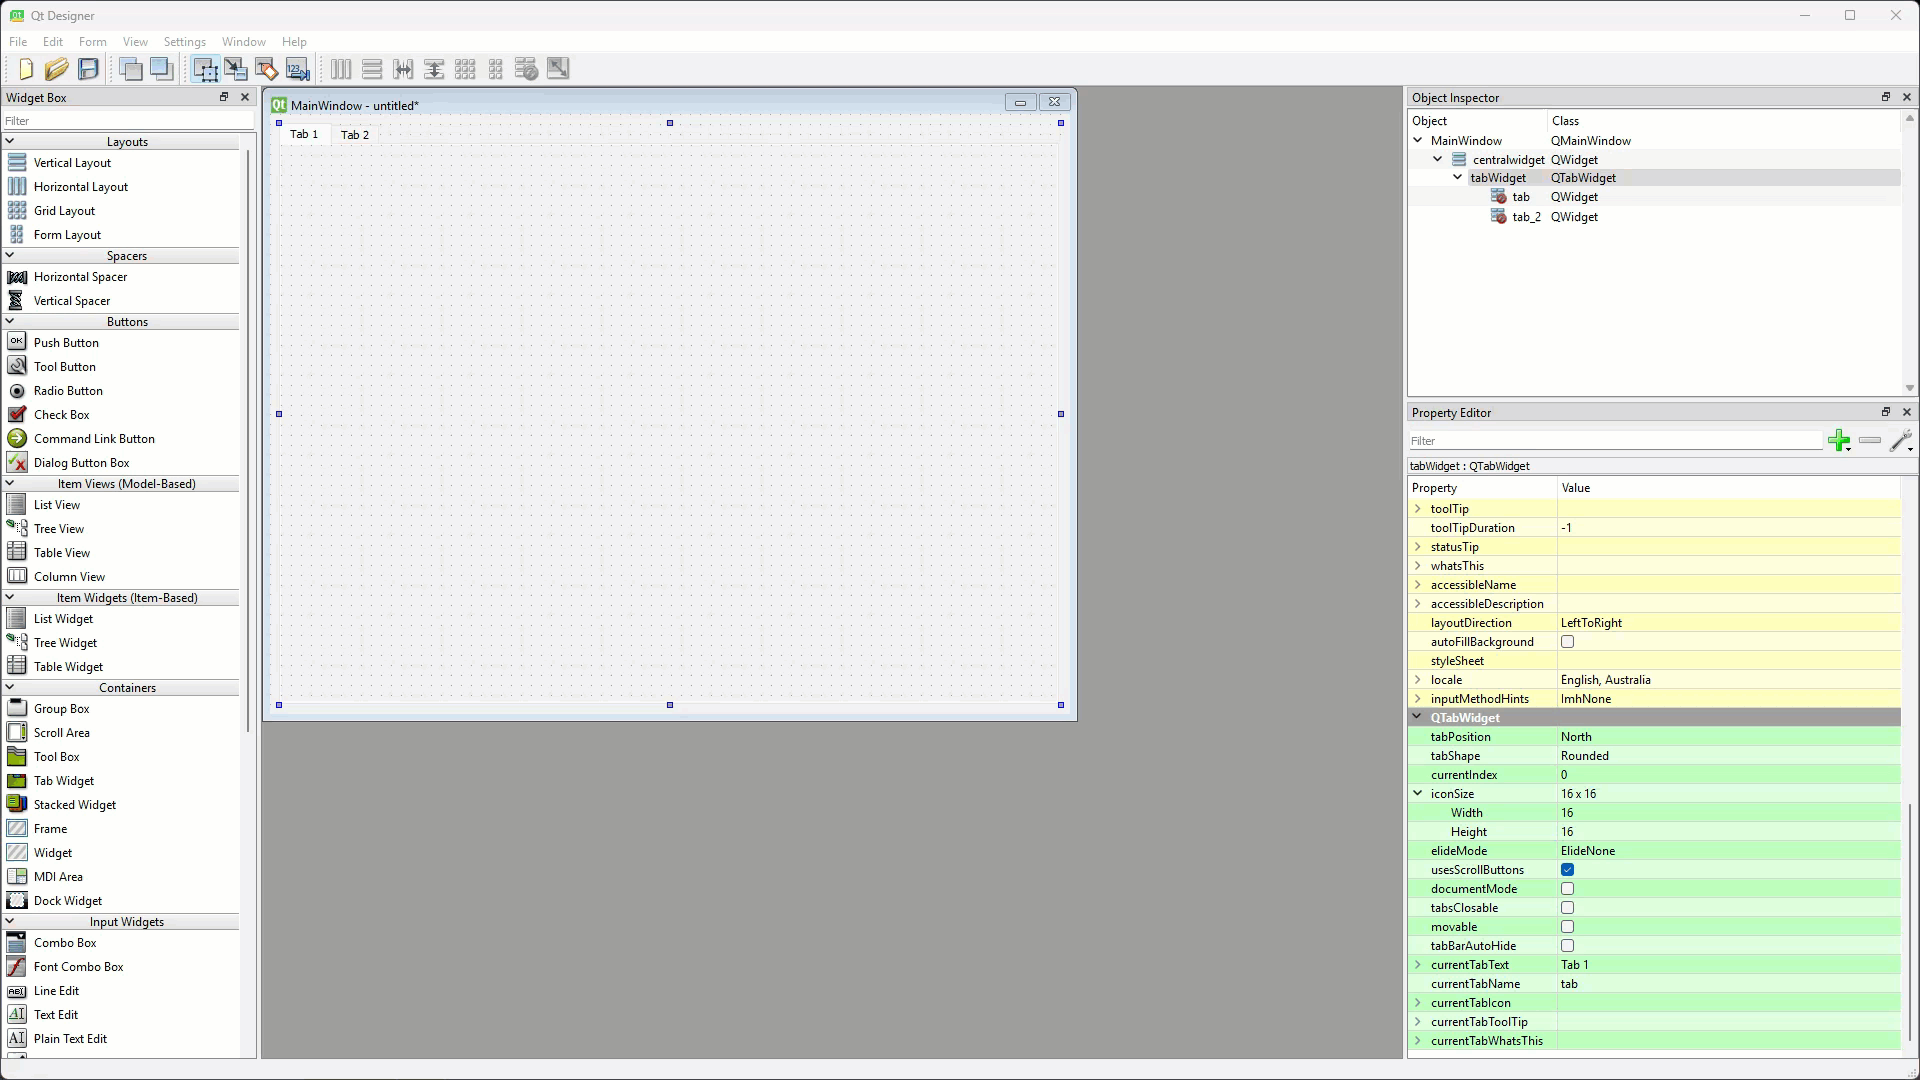 Qt Designer
File Edit Form View Settings Window Help
Widget Box
Filter
Layouts
Vertical Layout
Horizontal Layout
Grid Layout
Form Layout
Spacers
Horizontal Spacer
Vertical Spacer
Buttons
Push Button
Tool Button
Radio Button
Check Box
Command Link Button
Dialog Button Box
Item Views (Model-Based)
List View
Tree View
Table View
Column View
Item Widgets (Item-Based)
List Widget
Tree Widget
Table Widget
Containers
Group Box
Scroll Area
Tool Box
Tab Widget
Stacked Widget
Frame
Widget
MDI Area
Dock Widget
Input Widgets
Combo Box
Font Combo Box
Line Edit
Text Edit
Plain Text Edit
MainWindow - untitled*
Tab 1 Tab 2
Object Inspector
Object Class
MainWindow QMainWindow
centralwidget QWidget
tabWidget QTabWidget
tab QWidget
tab_2 QWidget
Property Editor
Filter
tabWidget : QTabWidget
Property Value
toolTip
toolTipDuration -1
statusTip
whatsThis
accessibleName
accessibleDescription
layoutDirection LeftToRight
autoFillBackground
styleSheet
locale English, Australia
inputMethodHints ImhNone
QTabWidget
tabPosition North
tabShape Rounded
currentIndex 0
iconSize 16 x 16
Width 16
Height 16
elideMode ElideNone
usesScrollButtons
documentMode
tabsClosable
movable
tabBarAutoHide
currentTabText Tab 1
currentTabName tab
currentTabIcon
currentTabToolTip
currentTabWhatsThis